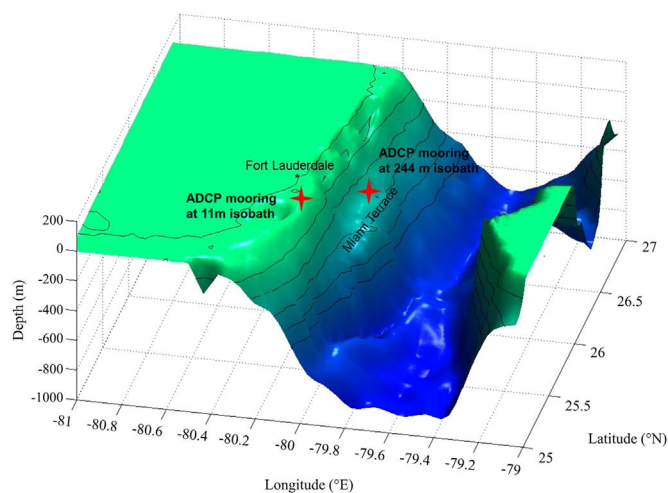 Fort Lauderdale
ADCP mooring
at 244 m isobath
ADCP mooring
at 11m isobath
Miami Terrace
200
0
-200
-400
-600
-800
-1000
Depth (m)
-81
-80.8
-80.6
-80.4
-80.2
-80
-79.8
-79.6
-79.4
-79.2
-79
Longitude (°E)
25
25.5
26
26.5
27
Latitude (°N)